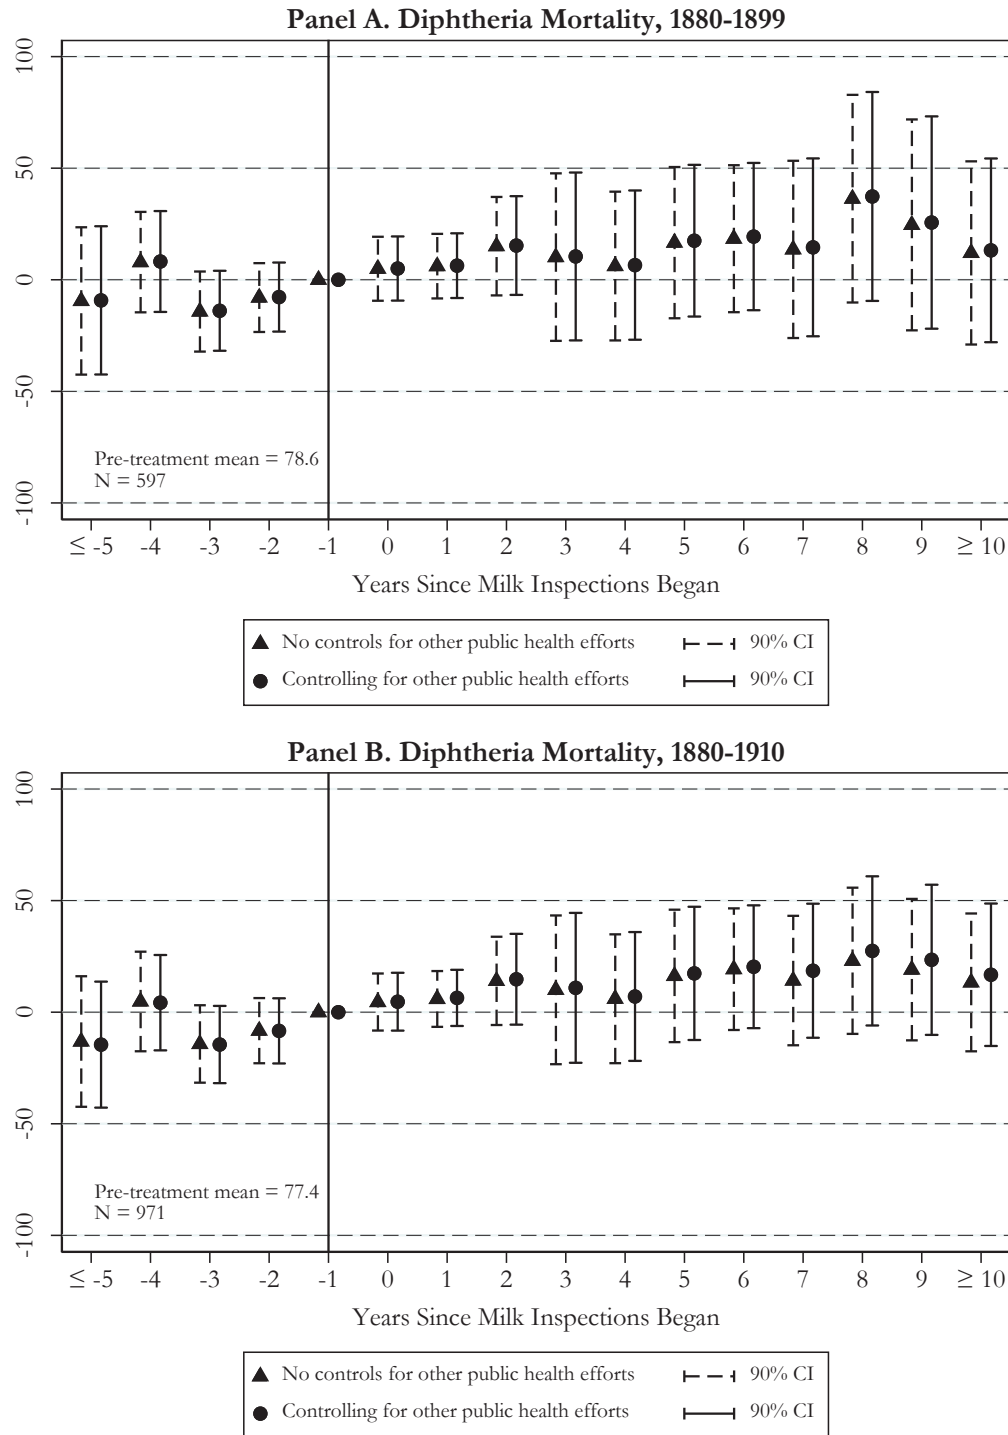 Panel A. Diphtheria Mortality, 1880-1899
100
50
0
-50
-100
Pre-treatment mean = 78.6
N = 597
≤ -5 -4 -3 -2 -1 0 1 2 3 4 5 6 7 8 9 ≥ 10
Years Since Milk Inspections Began
No controls for other public health efforts 90% CI
Controlling for other public health efforts 90% CI
Panel B. Diphtheria Mortality, 1880-1910
100
50
0
-50
-100
Pre-treatment mean = 77.4
N = 971
≤ -5 -4 -3 -2 -1 0 1 2 3 4 5 6 7 8 9 ≥ 10
Years Since Milk Inspections Began
No controls for other public health efforts 90% CI
Controlling for other public health efforts 90% CI